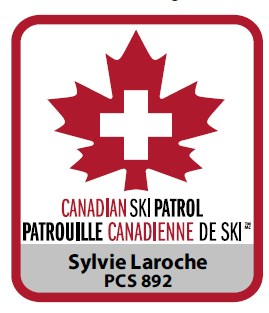 CANADIAN SKI PATROL
PATROUILLE CANADIENNE DE SKI
Sylvie Laroche
PCS 892